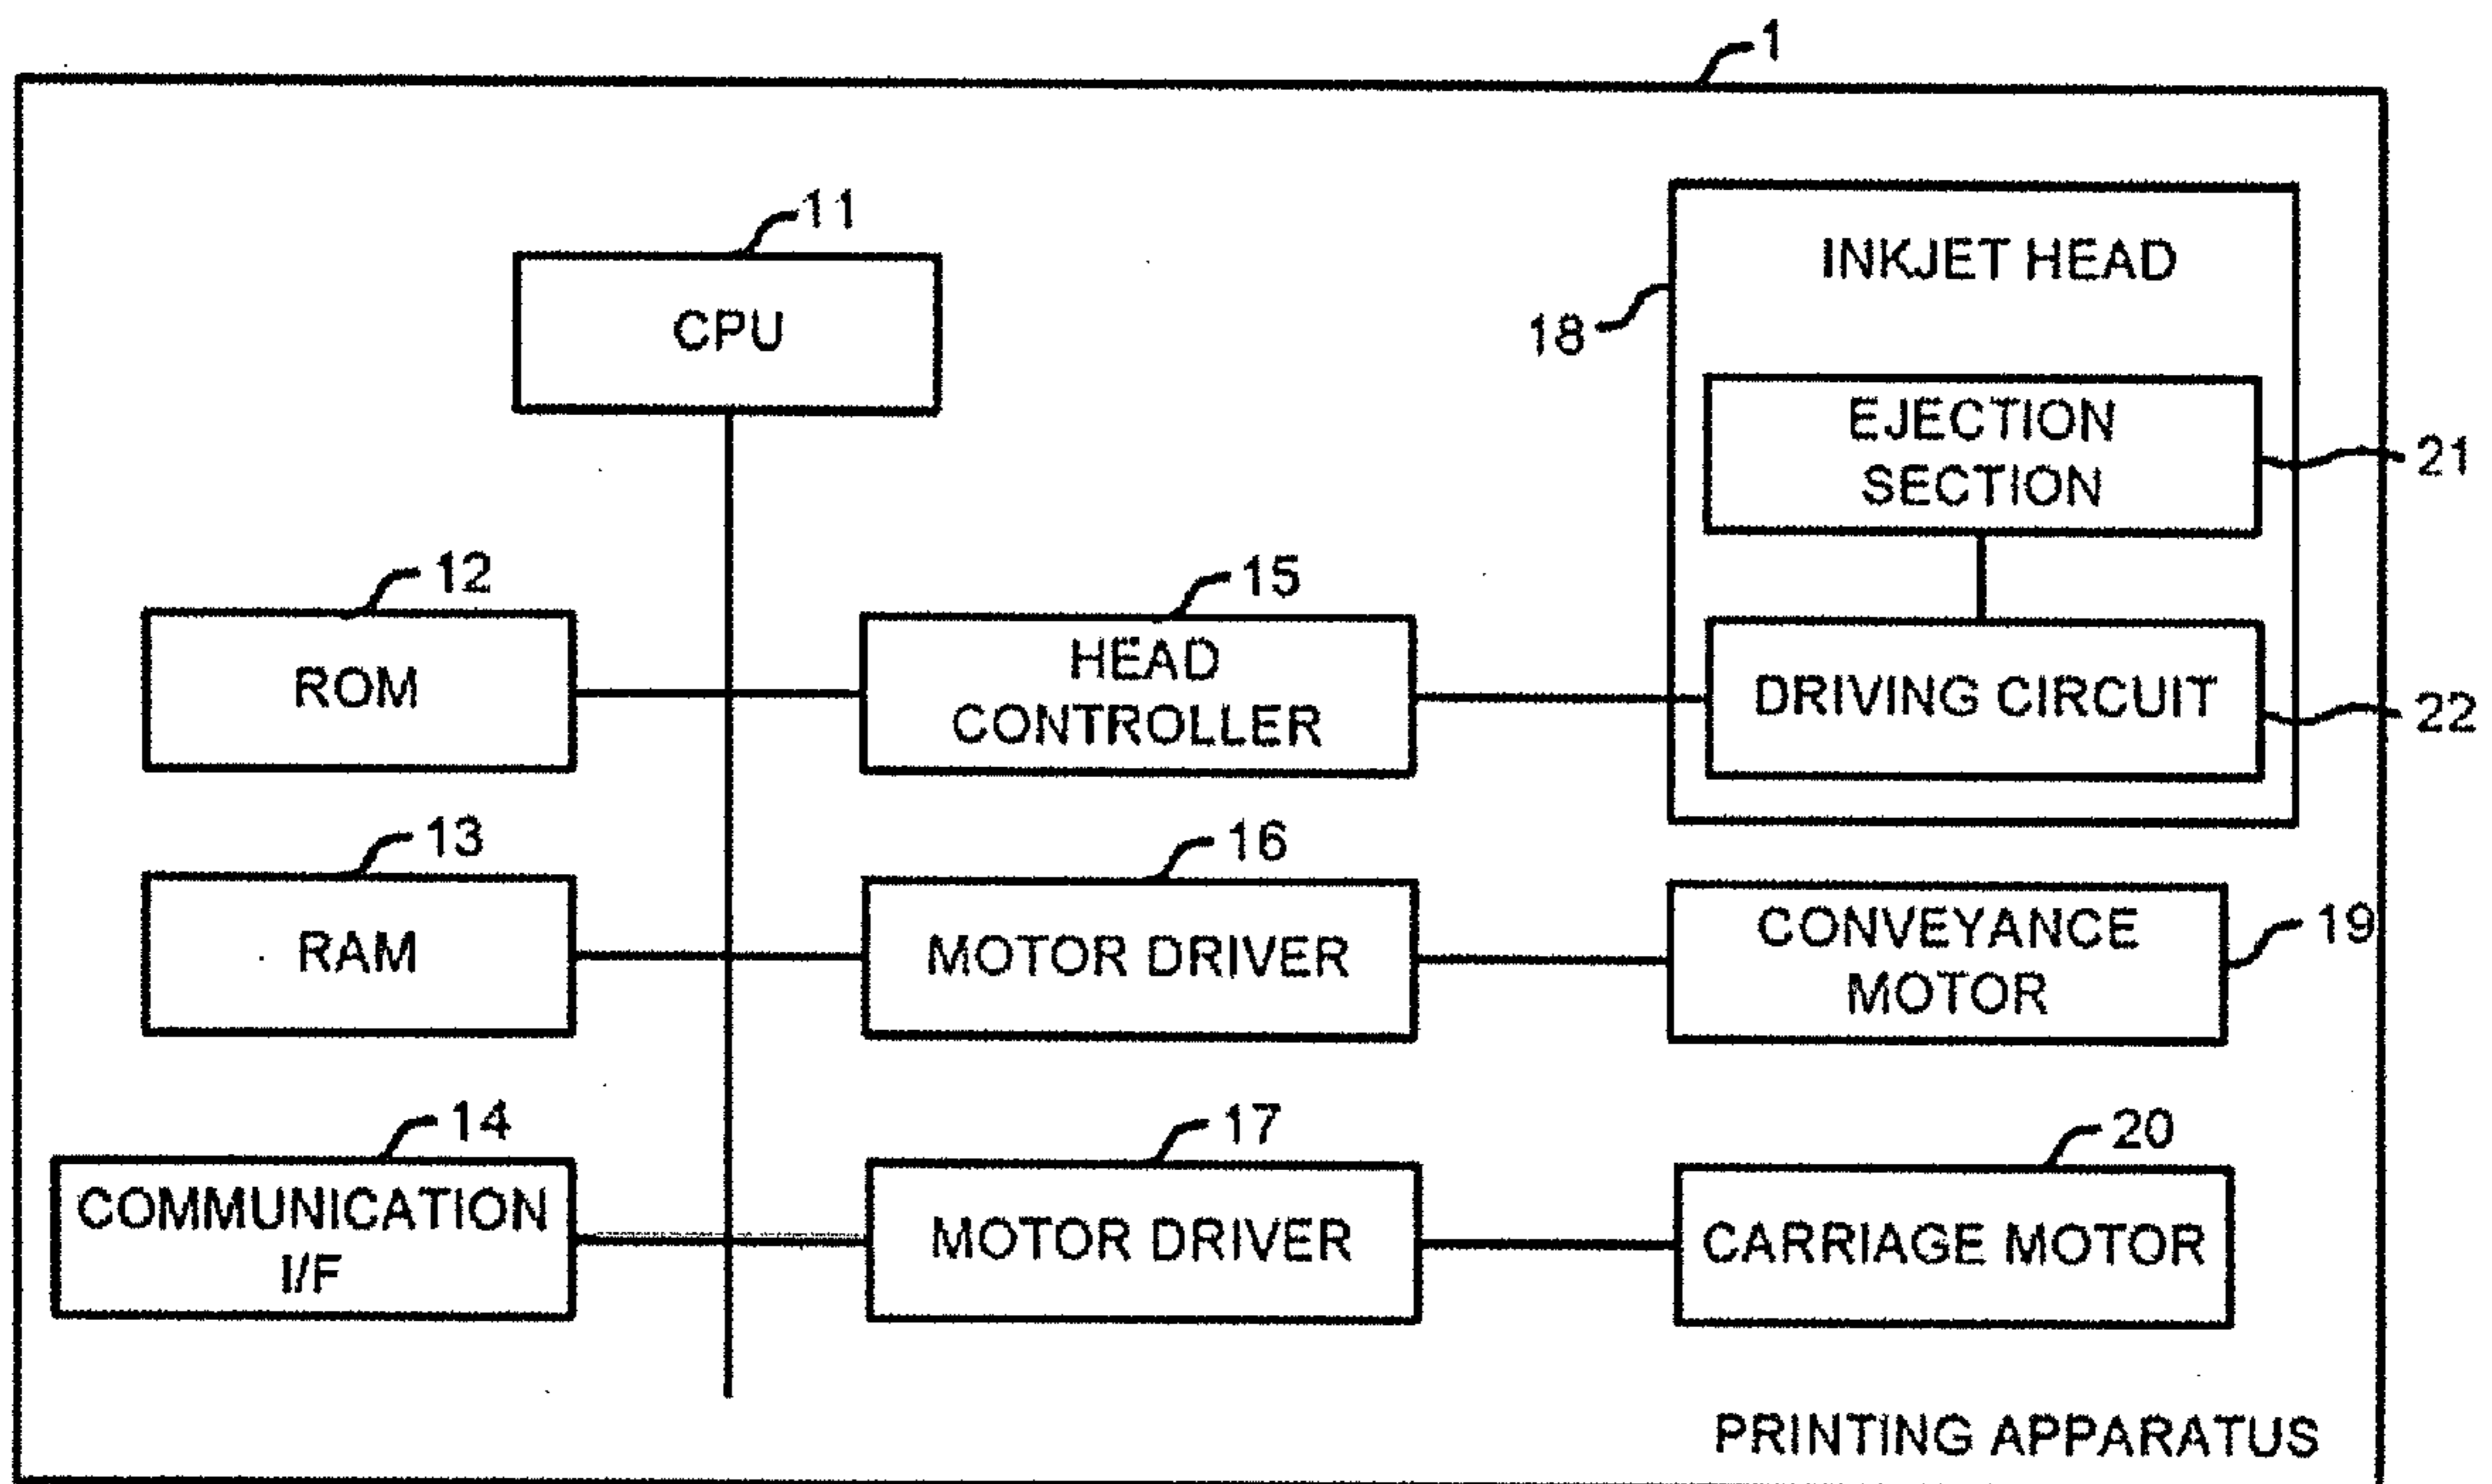 1
11
CPU
INKJET HEAD
18
EJECTION
SECTION
21
12
ROM
15
HEAD
CONTROLLER
DRIVING CIRCUIT
22
13
RAM
16
MOTOR DRIVER
CONVEYANCE
MOTOR
19
14
COMMUNICATION
I/F
17
MOTOR DRIVER
20
CARRIAGE MOTOR
PRINTING APPARATUS